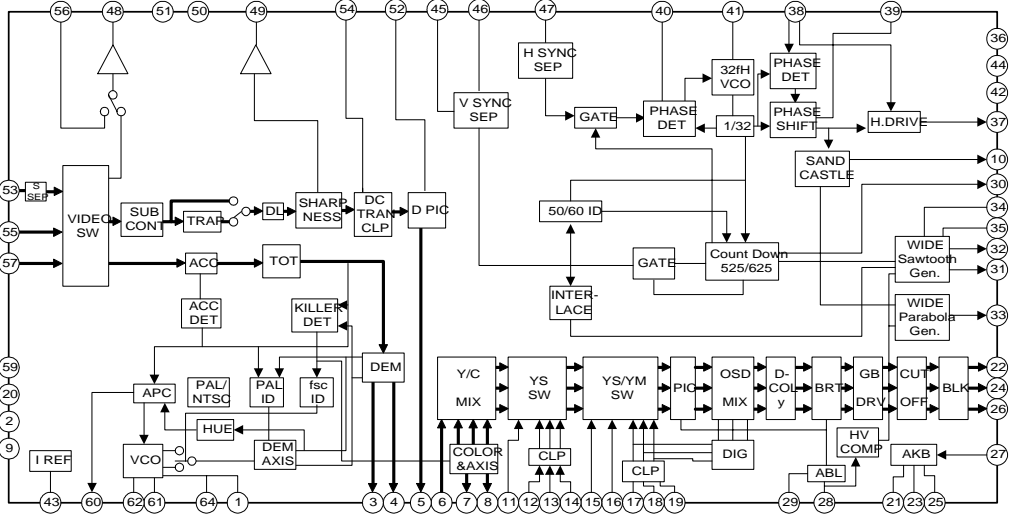 56
48
51
50
49
54
52
45
46
47
40
41
38
39
36
44
42
37
10
30
34
35
32
31
33
22
24
26
27
53
55
57
59
20
2
9
H SYNC
SEP
V SYNC
SEP
GATE
PHASE
DET
32fH
VCO
1/32
PHASE
DET
PHASE
SHIFT
H.DRIVE
SAND
CASTLE
S
SEP
VIDEO
SW
SUB
CONT
TRAP
DL
SHARP
NESS
DC
TRAN
CLP
D PIC
50/60 ID
GATE
Count Down
525/625
WIDE
Sawtooth
Gen.
INTER-
LACE
WIDE
Parabola
Gen.
ACC
TOT
ACC
DET
KILLER
DET
DEM
APC
PAL/
NTSC
PAL
ID
fsc
ID
HUE
VCO
DEM
AXIS
I REF
Y/C
MIX
YS
SW
YS/YM
SW
PIC
OSD
MIX
D-
COL
y
BRT
GB
DRV
CUT
OFF
BLK
COLOR
&AXIS
CLP
CLP
DIG
HV
COMP
ABL
AKB
43
60
62
61
64
1
3
4
5
6
7
8
11
12
13
14
15
16
17
18
19
29
28
21
23
25